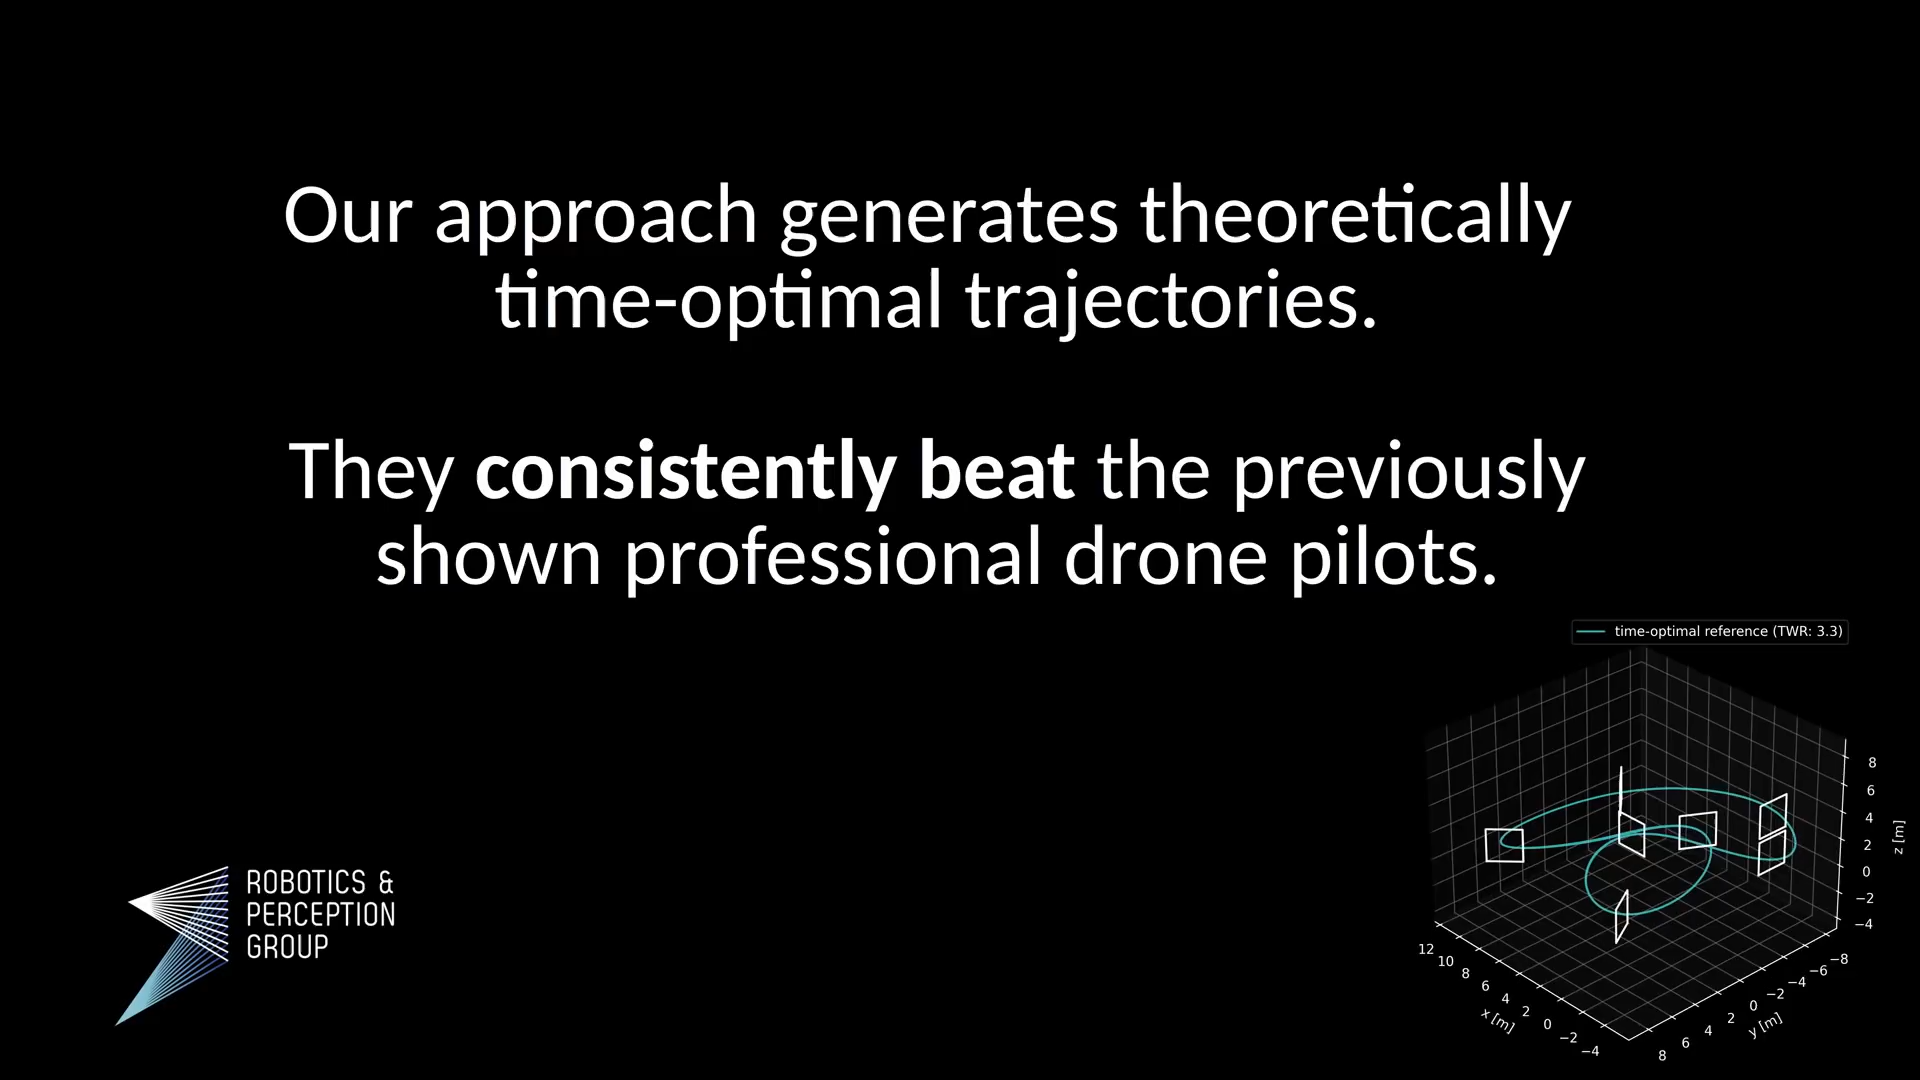 Our approach generates theoretically
time-optimal trajectories.
They consistently beat the previously
shown professional drone pilots.
time-optimal reference (TWR: 3.3)
8
6
4
2
0
−2
−4
z [m]
12
10
8
6
4
2
0
−2
−4
x [m]
−8
−6
−4
−2
0
2
4
6
8
y [m]
ROBOTICS &
PERCEPTION
GROUP